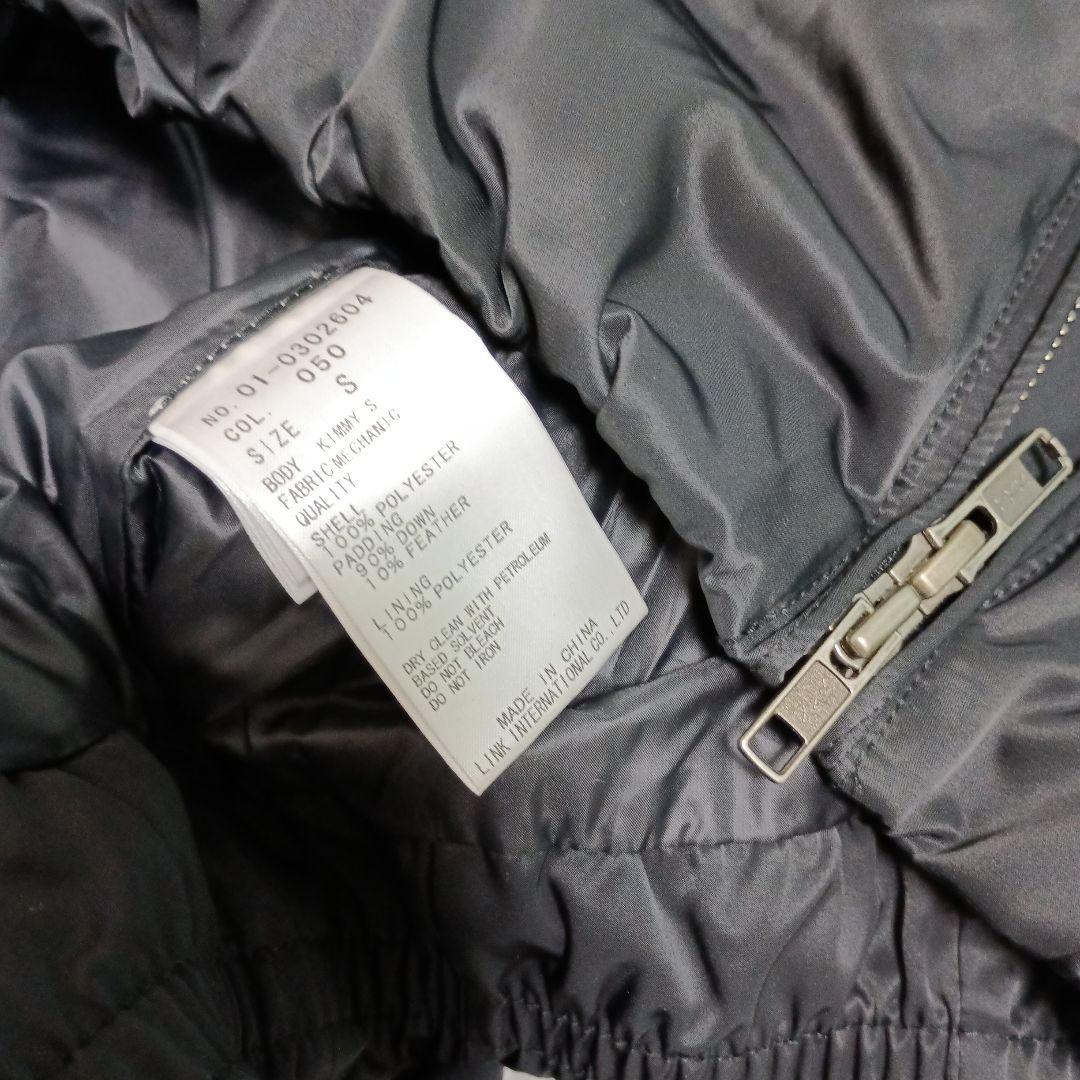 NO. 01-0302604
COL. 050
SIZE S
BODY KIMMY S
FABRICMECHANIC
QUALITY
SHELL
100% POLYESTER
PADDING
90% DOWN
10% FEATHER
LINING
100% POLYESTER
DRY CLEAN WITH PETROLEUM
BASED SOLVENT
DO NOT BLEACH
DO NOT IRON
MADE IN CHINA
LINK INTERNATIONAL CO.,LTD